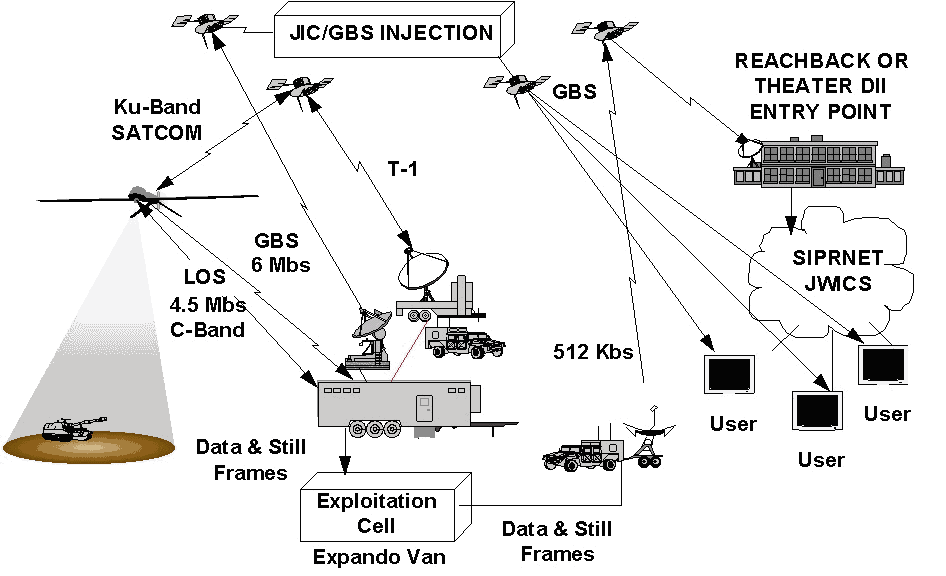 JIC/GBS INJECTION
REACHBACK OR
THEATER DII
ENTRY POINT
GBS
Ku-Band
SATCOM
T-1
GBS
6 Mbs
LOS
4.5 Mbs
C-Band
SIPRNET
JWICS
512 Kbs
User
User
User
Data & Still
Frames
Exploitation
Cell
Expando Van
Data & Still
Frames